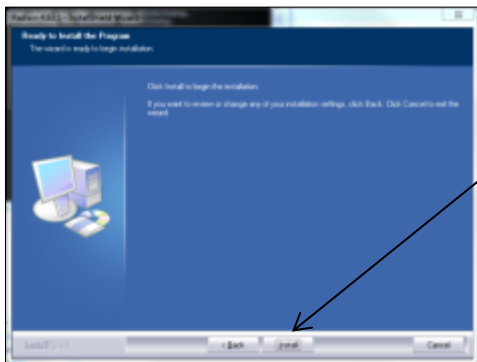 InstallShield Wizard
Ready to Install the Program
The wizard is ready to begin installation.
Click Install to begin the installation.
If you want to review or change any of your installation settings, click Back. Click Cancel to exit the
wizard.
< Back
Install
Cancel